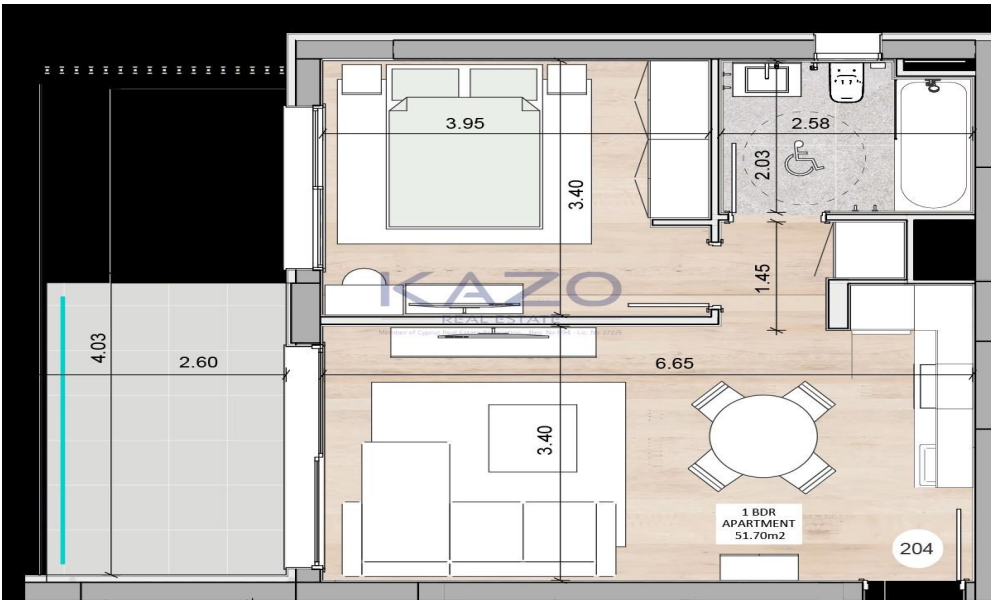 3.95
2.58
2.03
3.40
1.45
KAZO
REAL ESTATE
4.03
2.60
6.65
3.40
1 BDR
APARTMENT
51.70m2
204